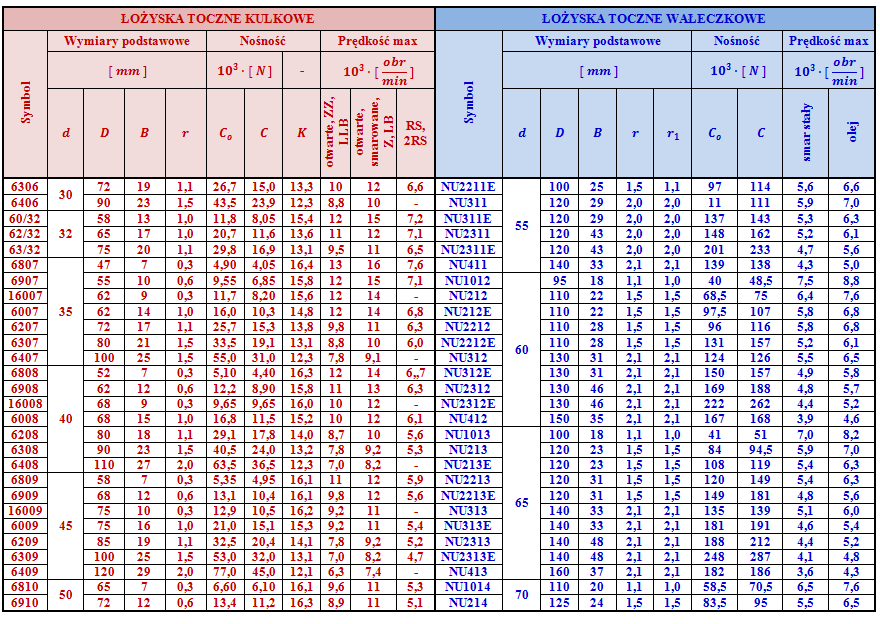 ŁOŻYSKA TOCZNE KULKOWE ŁOŻYSKA TOCZNE WALECZKOWE
Symbol Wymiary podstawowe Nośność Prędkość max Symbol Wymiary podstawowe Nośność Prędkość max
[ mm ] 10³ · [ N ] - 10³ · [obr/min] [ mm ] 10³ · [ N ] 10³ · [obr/min]
d D B r Cₒ C K otwarte, ZZ, LLB otwarte, smarowane, Z, LB RS, 2RS d D B r r₁ Cₒ C smar stały olej
6306 30 72 19 1,1 26,7 15,0 13,3 10 12 6,6 NU2211E 55 100 25 1,5 1,1 97 114 5,6 6,6
6406 90 23 1,5 43,5 23,9 12,3 8,8 10 - NU311 120 29 2,0 2,0 11 111 5,9 7,0
60/32 32 58 13 1,0 11,8 8,05 15,4 12 15 7,2 NU311E 120 29 2,0 2,0 137 143 5,3 6,3
62/32 65 17 1,0 20,7 11,6 13,6 11 12 7,1 NU2311 120 43 2,0 2,0 148 162 5,2 6,1
63/32 75 20 1,1 29,8 16,9 13,1 9,5 11 6,5 NU2311E 120 43 2,0 2,0 201 233 4,7 5,6
6807 35 47 7 0,3 4,90 4,05 16,4 13 16 7,6 NU411 140 33 2,1 2,1 139 138 4,3 5,0
6907 55 10 0,6 9,55 6,85 15,8 12 15 7,1 NU1012 60 95 18 1,1 1,0 40 48,5 7,5 8,8
16007 62 9 0,3 11,7 8,20 15,6 12 14 - NU212 110 22 1,5 1,5 68,5 75 6,4 7,6
6007 62 14 1,0 16,0 10,3 14,8 12 14 6,8 NU212E 110 22 1,5 1,5 97,5 107 5,8 6,8
6207 72 17 1,1 25,7 15,3 13,8 9,8 11 6,3 NU2212 110 28 1,5 1,5 96 116 5,8 6,8
6307 80 21 1,5 33,5 19,1 13,1 8,8 10 6,0 NU2212E 110 28 1,5 1,5 131 157 5,2 6,1
6407 100 25 1,5 55,0 31,0 12,3 7,8 9,1 - NU312 130 31 2,1 2,1 124 126 5,5 6,5
6808 40 52 7 0,3 5,10 4,40 16,3 12 14 6,,7 NU312E 130 31 2,1 2,1 150 157 4,9 5,8
6908 62 12 0,6 12,2 8,90 15,8 11 13 6,3 NU2312 130 46 2,1 2,1 169 188 4,8 5,7
16008 68 9 0,3 9,65 9,65 16,0 10 12 - NU2312E 130 46 2,1 2,1 222 262 4,4 5,2
6008 68 15 1,0 16,8 11,5 15,2 10 12 6,1 NU412 150 35 2,1 2,1 167 168 3,9 4,6
6208 80 18 1,1 29,1 17,8 14,0 8,7 10 5,6 NU1013 65 100 18 1,1 1,0 41 51 7,0 8,2
6308 90 23 1,5 40,5 24,0 13,2 7,8 9,2 5,3 NU213 120 23 1,5 1,5 84 94,5 5,9 7,0
6408 110 27 2,0 63,5 36,5 12,3 7,0 8,2 - NU213E 120 23 1,5 1,5 108 119 5,4 6,3
6809 45 58 7 0,3 5,35 4,95 16,1 11 12 5,9 NU2213 120 31 1,5 1,5 120 149 5,4 6,3
6909 68 12 0,6 13,1 10,4 16,1 9,8 12 5,6 NU2213E 120 31 1,5 1,5 149 181 4,8 5,6
16009 75 10 0,3 12,9 10,5 16,2 9,2 11 - NU313 140 33 2,1 2,1 135 139 5,1 6,0
6009 75 16 1,0 21,0 15,1 15,3 9,2 11 5,4 NU313E 140 33 2,1 2,1 181 191 4,6 5,4
6209 85 19 1,1 32,5 20,4 14,1 7,8 9,2 5,2 NU2313 140 48 2,1 2,1 188 212 4,4 5,2
6309 100 25 1,5 53,0 32,0 13,1 7,0 8,2 4,7 NU2313E 140 48 2,1 2,1 248 287 4,1 4,8
6409 120 29 2,0 77,0 45,0 12,1 6,3 7,4 - NU413 160 37 2,1 2,1 182 186 3,6 4,3
6810 50 65 7 0,3 6,60 6,10 16,1 9,6 11 5,3 NU1014 70 110 20 1,1 1,0 58,5 70,5 6,5 7,6
6910 72 12 0,6 13,4 11,2 16,3 8,9 11 5,1 NU214 125 24 1,5 1,5 83,5 95 5,5 6,5